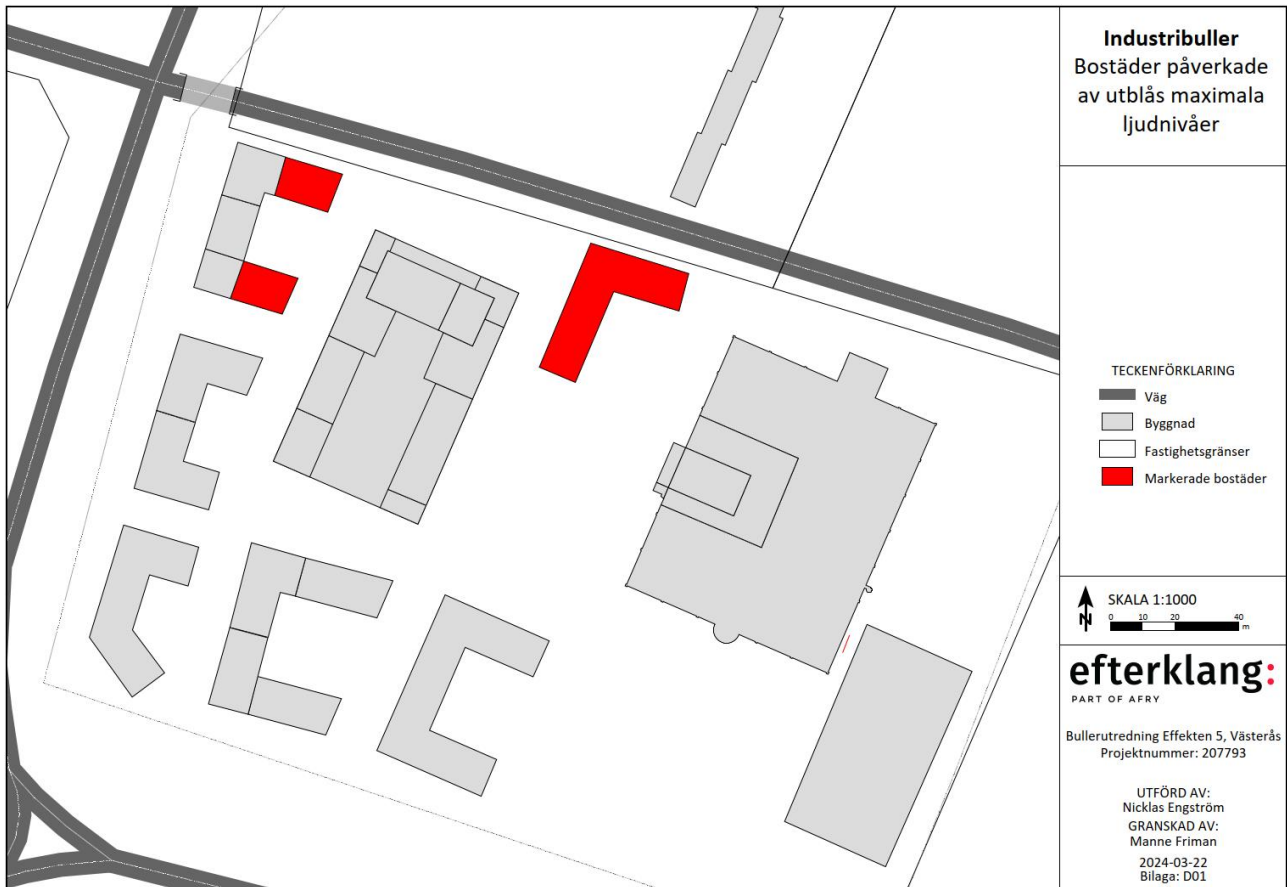 Industribuller
Bostäder påverkade
av utblås maximala
ljudnivåer
TECKENFÖRKLARING
Väg
Byggnad
Fastighetsgränser
Markerade bostäder
N
SKALA 1:1000
0 10 20 40
m
efterklang:
PART OF AFRY
Bullerutredning Effekten 5, Västerås
Projektnummer: 207793
UTFÖRD AV:
Nicklas Engström
GRANSKAD AV:
Manne Friman
2024-03-22
Bilaga: D01